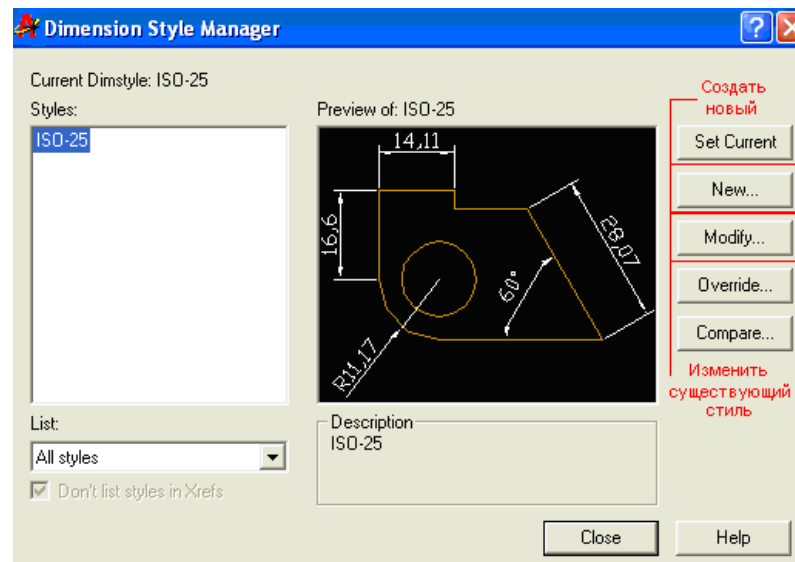 Dimension Style Manager
Current Dimstyle: ISO-25
Styles:
ISO-25
Preview of: ISO-25
14,11
16,6
28,07
60°
R11,17
Создать
новый
Set Current
New...
Modify...
Override...
Compare...
Изменить
существующий
стиль
List:
All styles
Don't list styles in Xrefs
Description
ISO-25
Close
Help